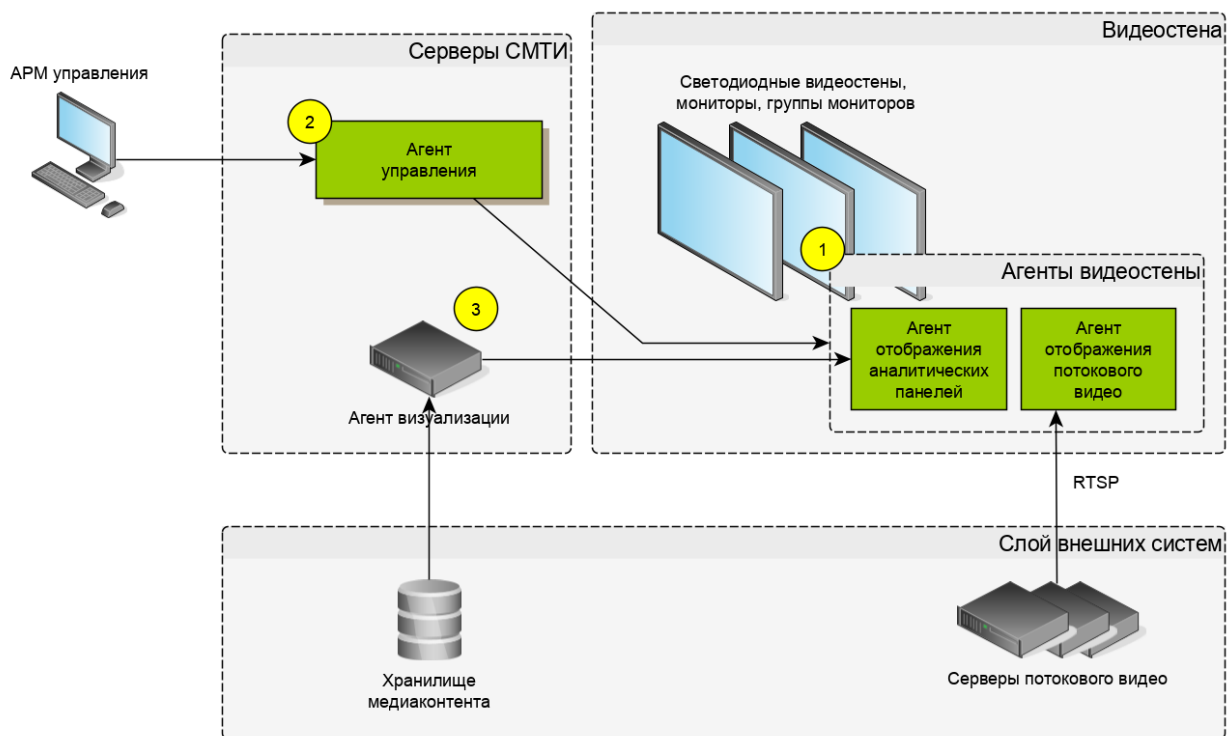 Видеостена
Серверы СМТИ
АРМ управления
Светодиодные видеостены,
мониторы, группы мониторов
2
Агент
управления
1
Агенты видеостены
3
Агент
отображения
аналитических
панелей
Агент
отображения
потокового
видео
Агент визуализации
RTSP
Слой внешних систем
Хранилище
медиаконтента
Серверы потокового видео